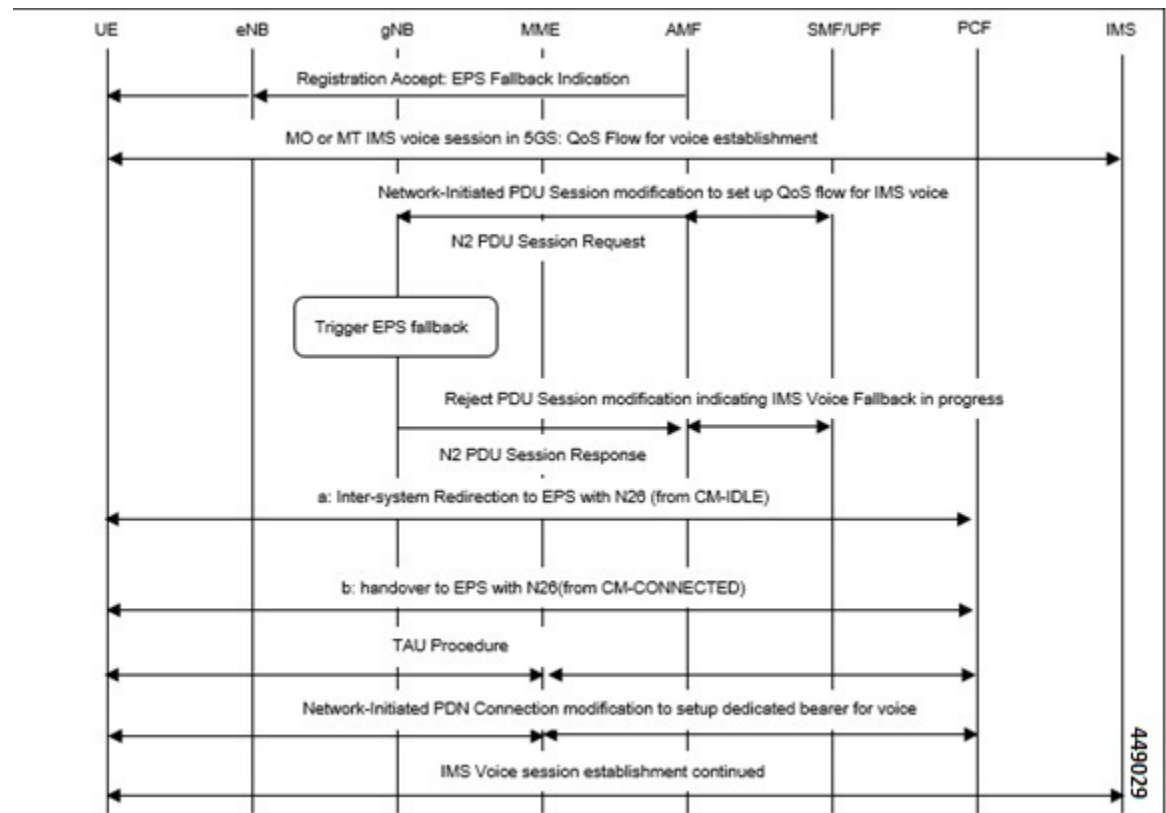 UE eNB gNB MME AMF SMF/UPF PCF IMS
Registration Accept: EPS Fallback Indication
MO or MT IMS voice session in 5GS: QoS Flow for voice establishment
Network-Initiated PDU Session modification to set up QoS flow for IMS voice
N2 PDU Session Request
Trigger EPS fallback
Reject PDU Session modification indicating IMS Voice Fallback in progress
N2 PDU Session Response
a: Inter-system Redirection to EPS with N26 (from CM-IDLE)
b: handover to EPS with N26(from CM-CONNECTED)
TAU Procedure
Network-Initiated PDN Connection modification to setup dedicated bearer for voice
IMS Voice session establishment continued
449029